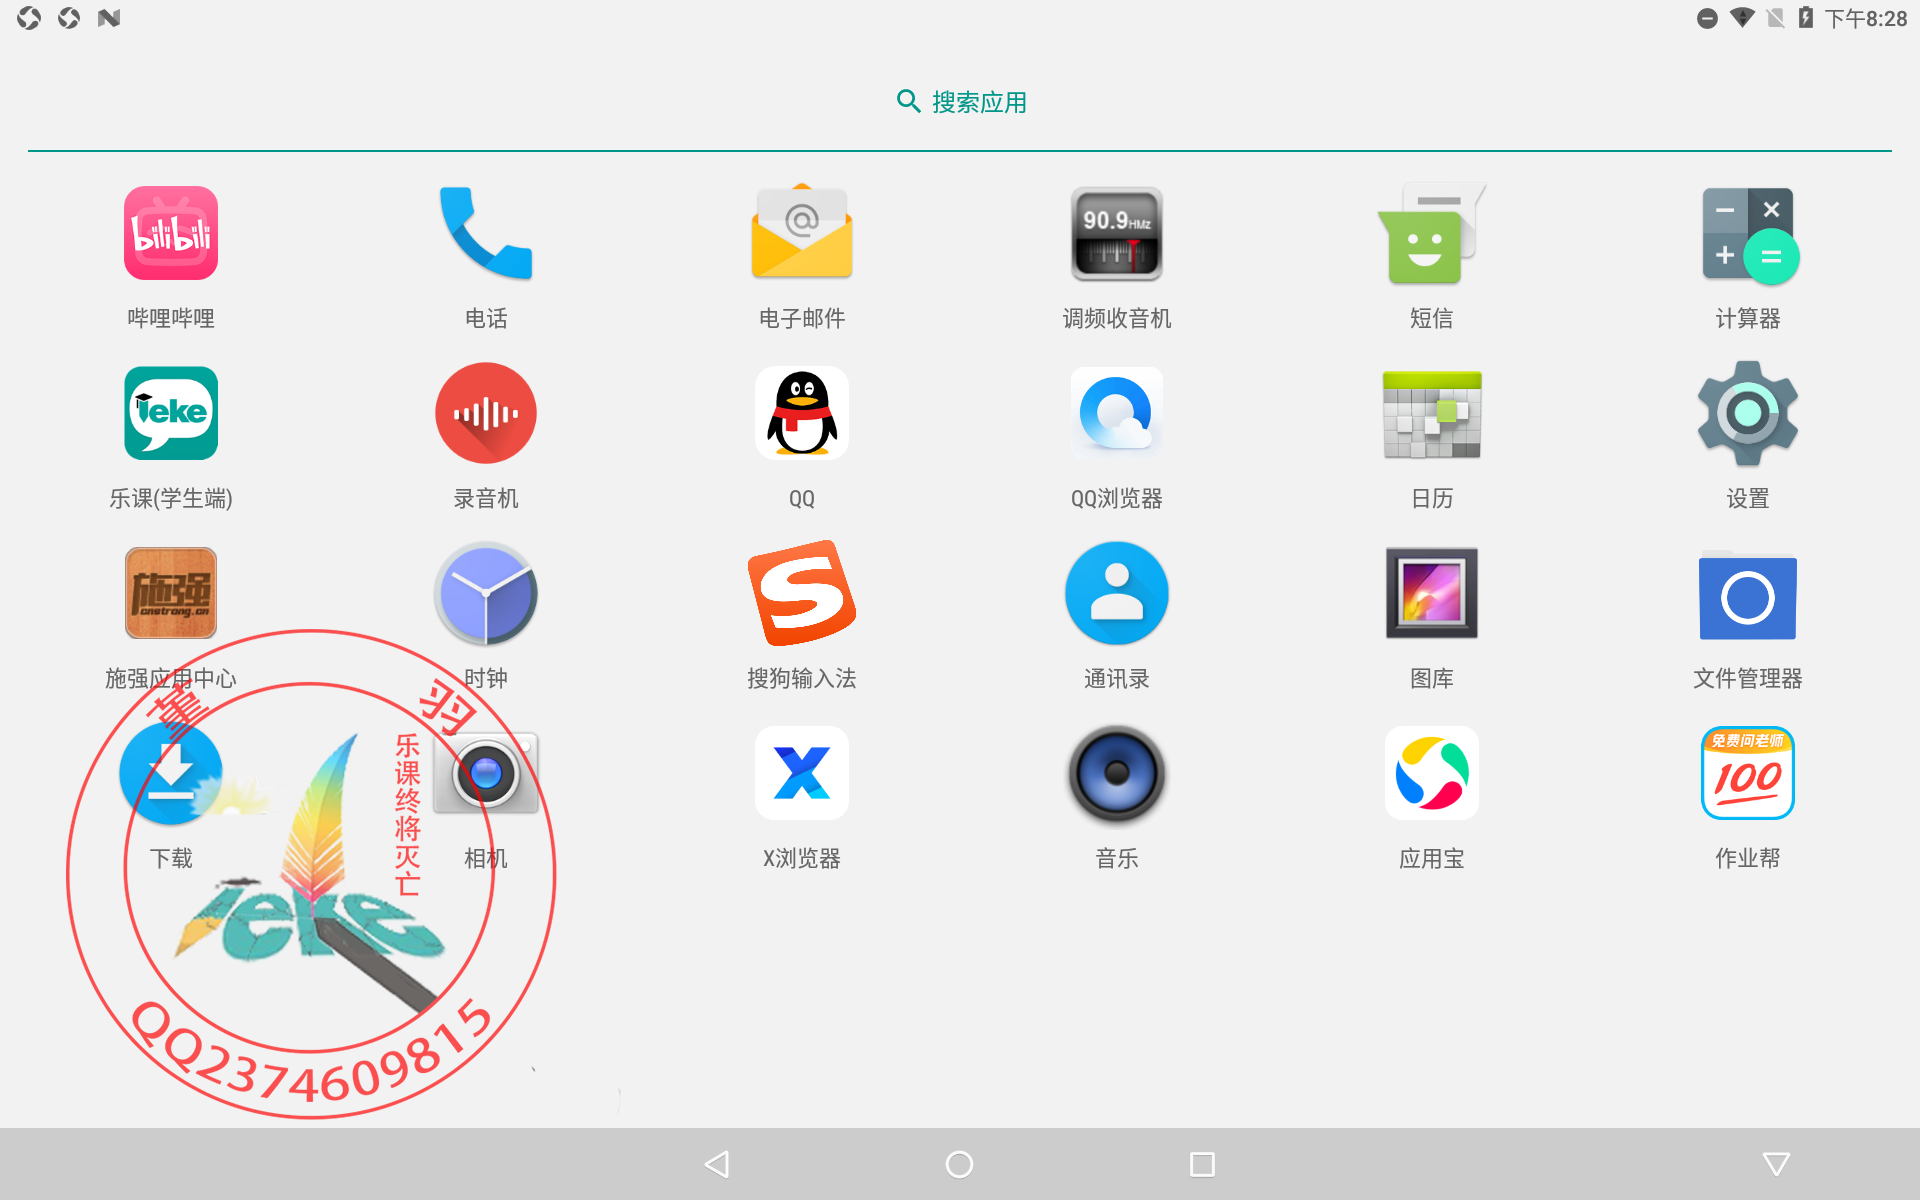 下午8:28
搜索应用
bilibili
90.9HMz
哔哩哔哩
电话
电子邮件
调频收音机
短信
计算器
leke
乐课(学生端)
录音机
QQ
QQ浏览器
日历
设置
施强
cnstrong.cn
施强应用中心
时钟
搜狗输入法
通讯录
图库
文件管理器
董 羽
乐课终将灭亡
免费问老师
100
下载
相机
X浏览器
音乐
应用宝
作业帮
leke
QQ2374609815